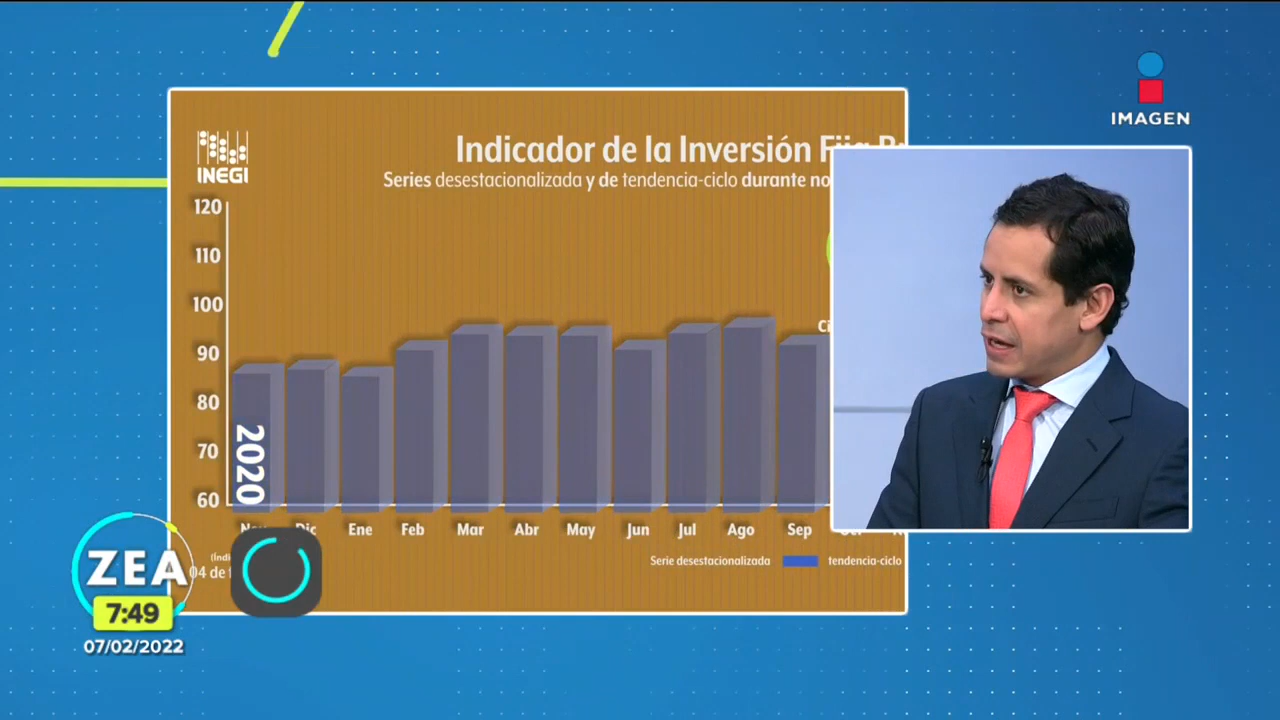 IMAGEN
INEGI
Indicador de la Inversión
Series desestacionalizada y de tendencia-ciclo durante
120
110
100
90
80
70
60
2020
Dic Ene Feb Mar Abr May Jun Jul Ago Sep
Serie desestacionalizada tendencia-ciclo
04 de
ZEA
7:49
07/02/2022